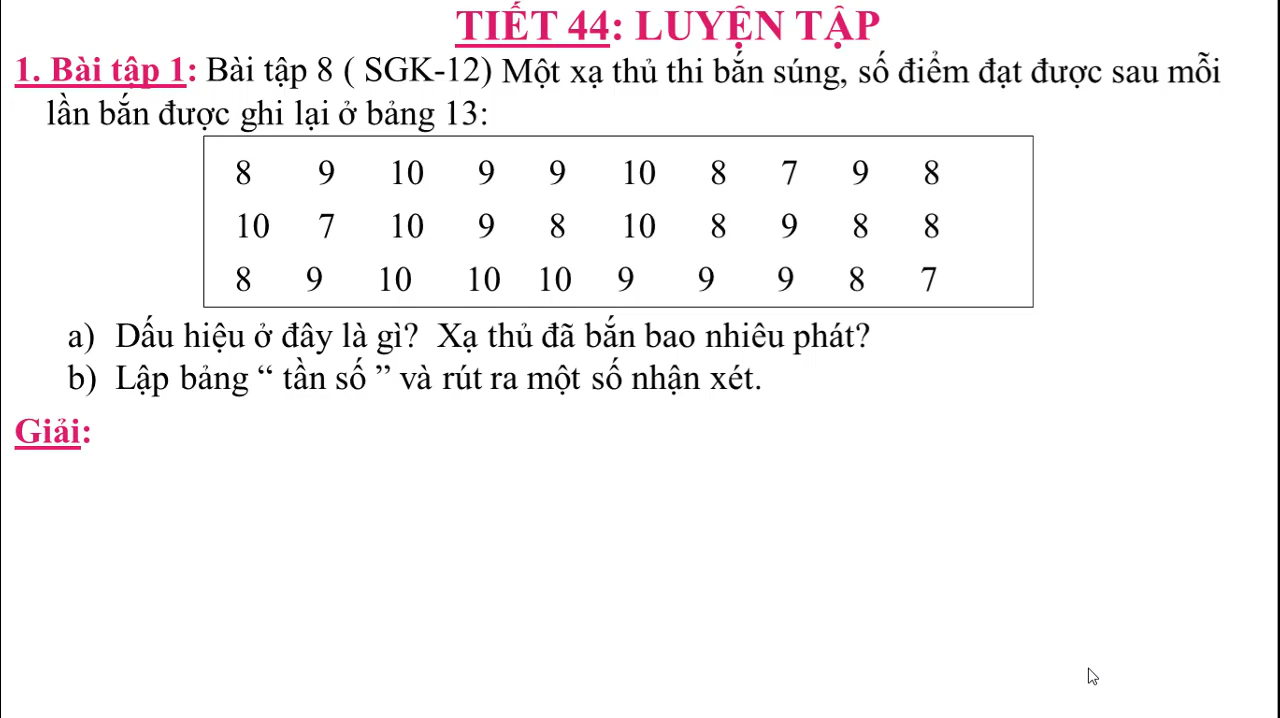 TIẾT 44: LUYỆN TẬP
1. Bài tập 1: Bài tập 8 ( SGK-12) Một xạ thủ thi bắn súng, số điểm đạt được sau mỗi
lần bắn được ghi lại ở bảng 13:
8 9 10 9 9 10 8 7 9 8
10 7 10 9 8 10 8 9 8 8
8 9 10 10 10 9 9 9 8 7
a) Dấu hiệu ở đây là gì? Xạ thủ đã bắn bao nhiêu phát?
b) Lập bảng “ tần số ” và rút ra một số nhận xét.
Giải: